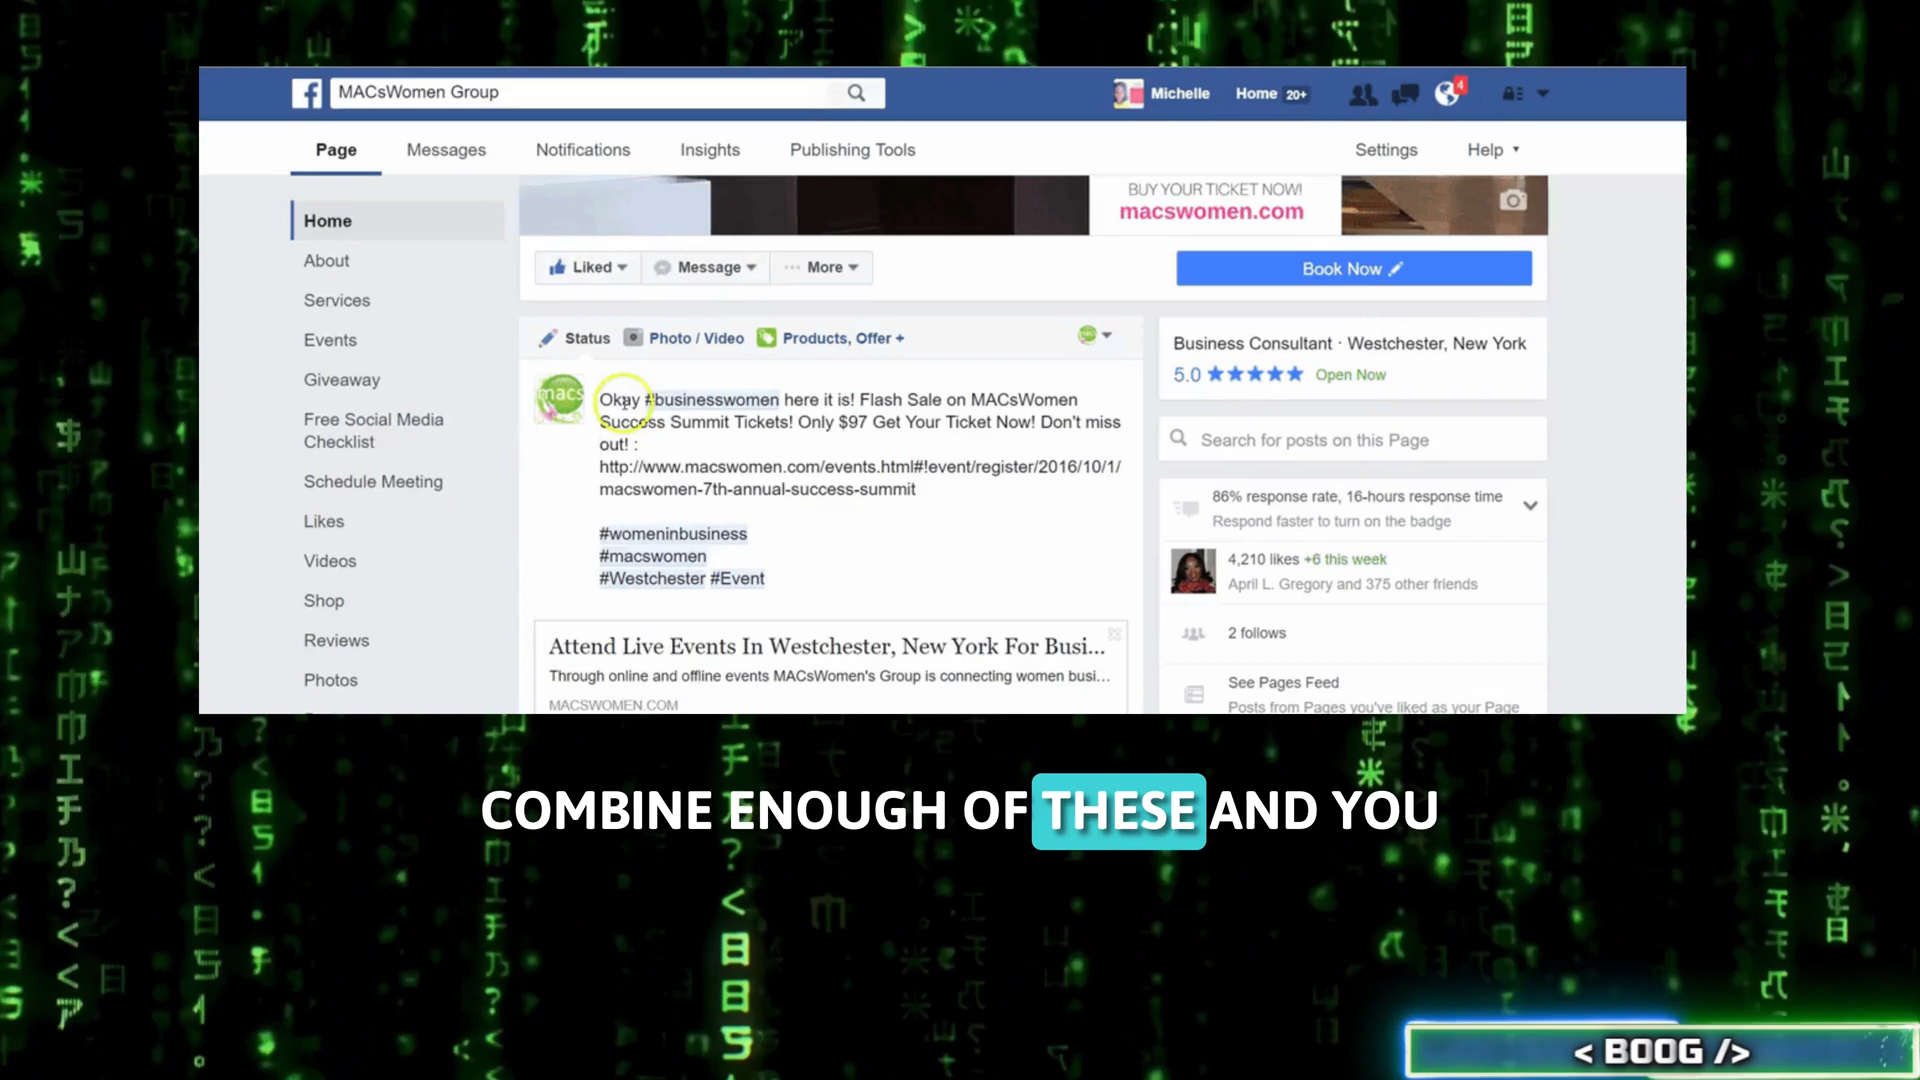 MACsWomen Group
Michelle
Home 20+
4
Page
Messages
Notifications
Insights
Publishing Tools
Settings
Help
BUY YOUR TICKET NOW!
macswomen.com
Home
About
Services
Events
Giveaway
Free Social Media
Checklist
Schedule Meeting
Likes
Videos
Shop
Reviews
Photos
Liked
Message
More
Book Now
Status
Photo / Video
Products, Offer +
macs
Okay #businesswomen here it is! Flash Sale on MACsWomen
Success Summit Tickets! Only $97 Get Your Ticket Now! Don't miss
out! :
http://www.macswomen.com/events.html#!event/register/2016/10/1/
macswomen-7th-annual-success-summit
#womeninbusiness
#macswomen
#Westchester #Event
Attend Live Events In Westchester, New York For Busi...
Through online and offline events MACsWomen's Group is connecting women busi...
MACSWOMEN.COM
Business Consultant · Westchester, New York
5.0 ★★★★★ Open Now
Search for posts on this Page
86% response rate, 16-hours response time
Respond faster to turn on the badge
4,210 likes +6 this week
April L. Gregory and 375 other friends
2 follows
See Pages Feed
Posts from Pages you've liked as your Page
COMBINE ENOUGH OF THESE AND YOU
< BOOG />